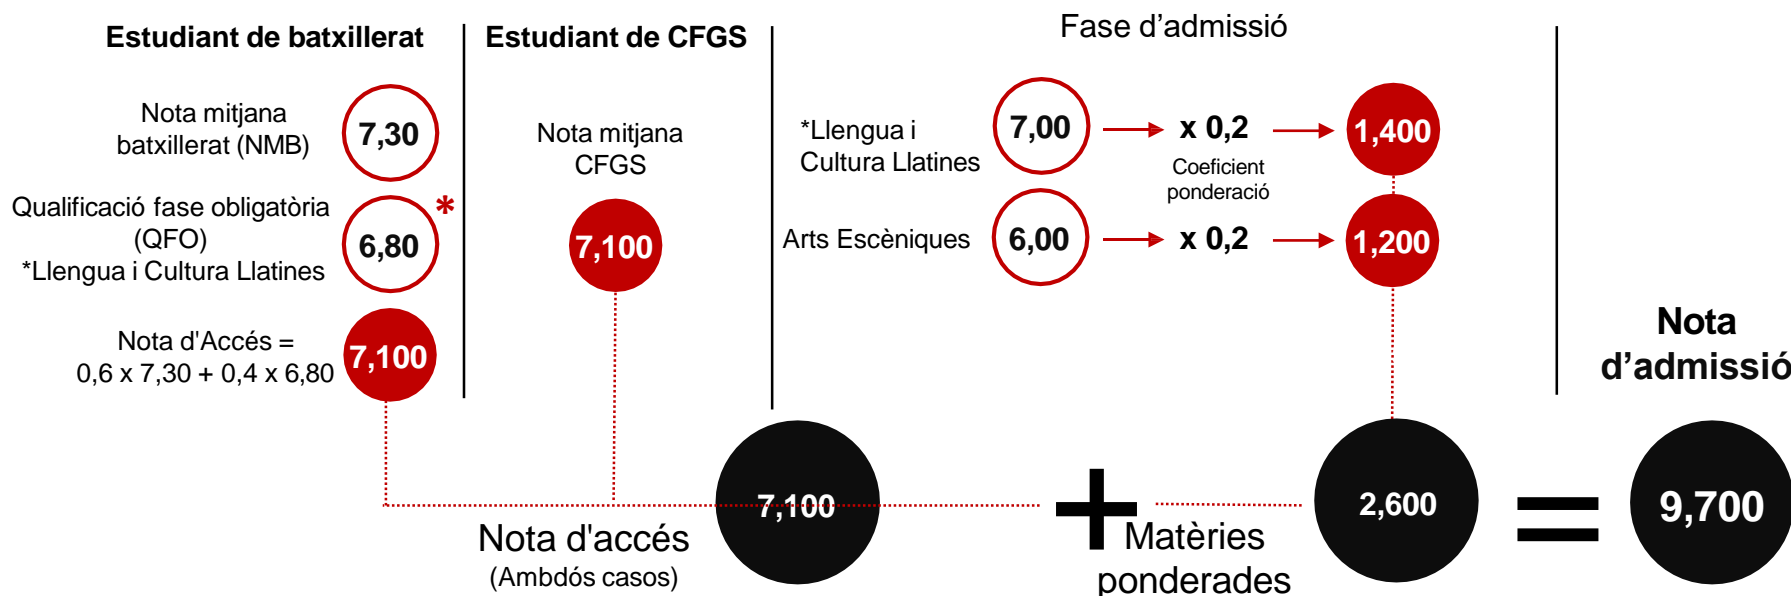 Estudiant de batxillerat
Nota mitjana
batxillerat (NMB)
7,30
Qualificació fase obligatòria
(QFO)
*Llengua i Cultura Llatines
6,80
*
Nota d'Accés =
0,6 x 7,30 + 0,4 x 6,80
7,100
Estudiant de CFGS
Nota mitjana
CFGS
7,100
Fase d’admissió
*Llengua i
Cultura Llatines
7,00
x 0,2
1,400
Coeficient
ponderació
Arts Escèniques
6,00
x 0,2
1,200
Nota d'accés
(Ambdós casos)
7,100
+
Matèries
ponderades
2,600
=
Nota
d’admissió
9,700